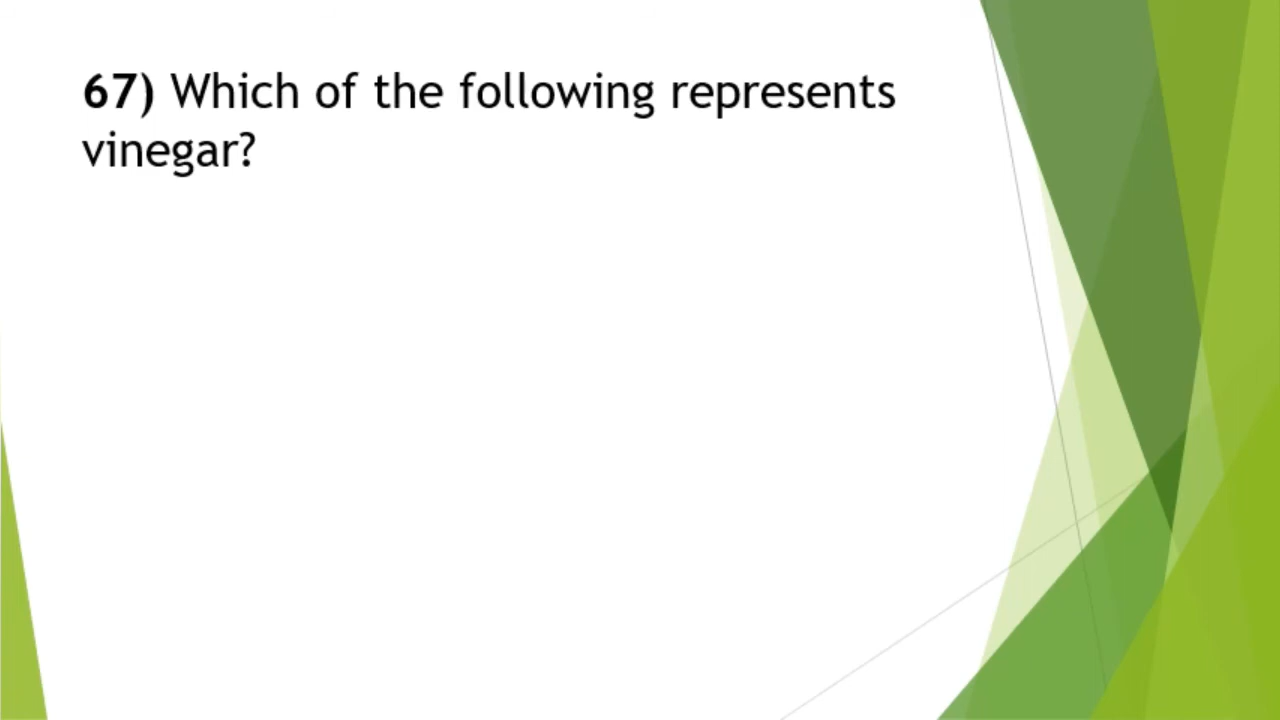 67) Which of the following represents
vinegar?